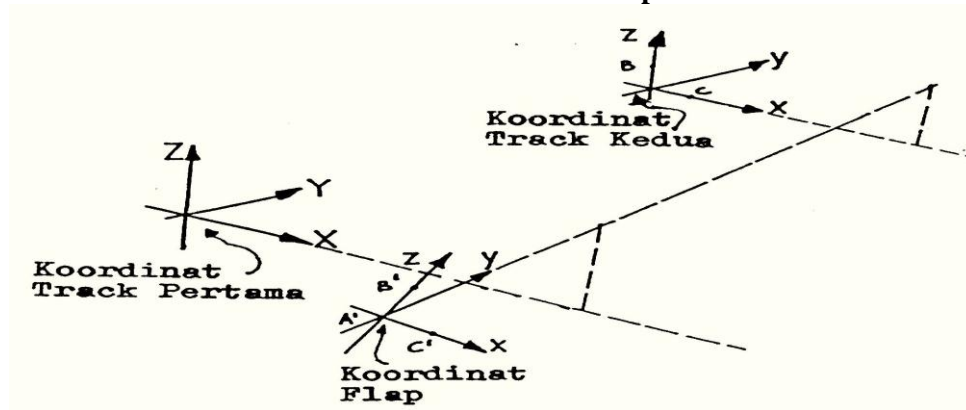 Z
B
y
C
X
Koordinat
Track Kedua
Z
Y
X
Koordinat
Track Pertama
Z
B'
y
A'
C'
X
Koordinat
Flap